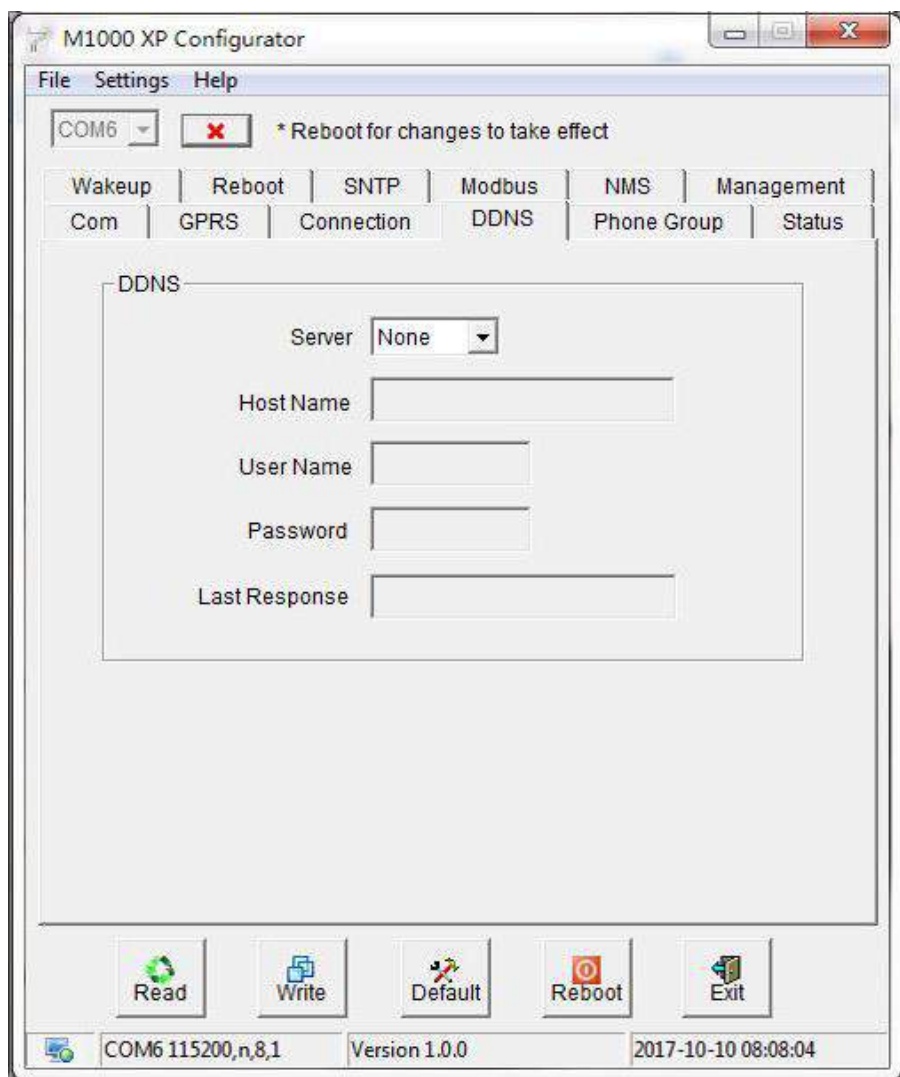 M1000 XP Configurator
File Settings Help
COM6 * Reboot for changes to take effect
Wakeup Reboot SNTP Modbus NMS Management
Com GPRS Connection DDNS Phone Group Status
DDNS
Server None
Host Name
User Name
Password
Last Response
Read Write Default Reboot Exit
COM6 115200,n,8,1 Version 1.0.0 2017-10-10 08:08:04